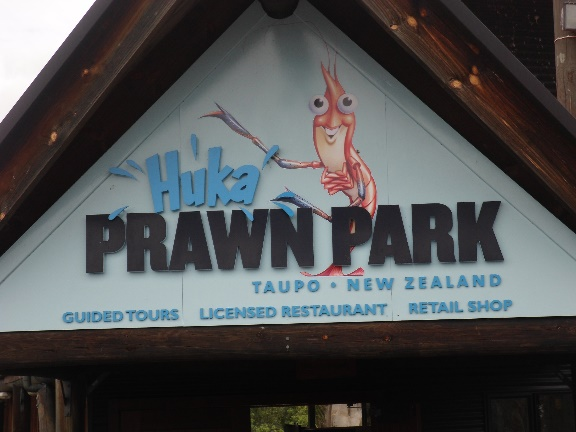 Huka
PRAWN PARK
TAUPO • NEW ZEALAND
GUIDED TOURS LICENSED RESTAURANT RETAIL SHOP